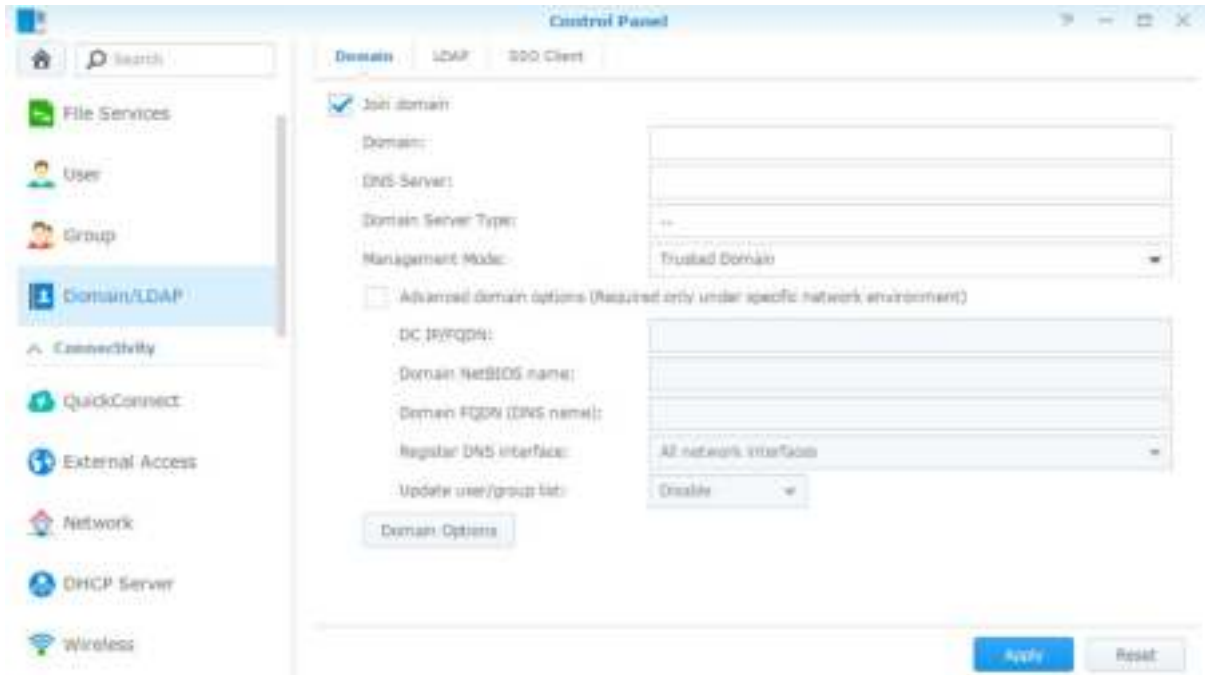 Control Panel
Search
File Services
User
Group
Domain/LDAP
Connectivity
QuickConnect
External Access
Network
DHCP Server
Wireless
Domain LDAP SSO Client
Join domain
Domain:
DNS Server:
Domain Server Type: --
Management Mode: Trusted Domain
Advanced domain options (Required only under specific network environment)
DC IP/FQDN:
Domain NetBIOS name:
Domain FQDN (DNS name):
Register DNS interface: All network interfaces
Update user/group list: Disable
Domain Options
Apply Reset